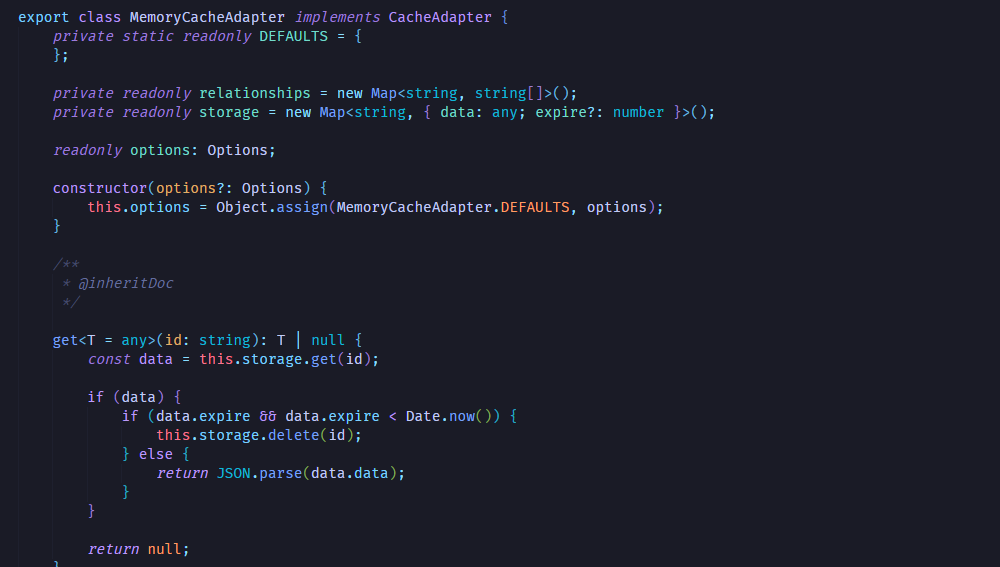 export class MemoryCacheAdapter implements CacheAdapter {
    private static readonly DEFAULTS = {
    };

    private readonly relationships = new Map<string, string[]>();
    private readonly storage = new Map<string, { data: any; expire?: number }>();

    readonly options: Options;

    constructor(options?: Options) {
        this.options = Object.assign(MemoryCacheAdapter.DEFAULTS, options);
    }

    /**
     * @inheritDoc
     */

    get<T = any>(id: string): T | null {
        const data = this.storage.get(id);

        if (data) {
            if (data.expire && data.expire < Date.now()) {
                this.storage.delete(id);
            } else {
                return JSON.parse(data.data);
            }
        }

        return null;
    }